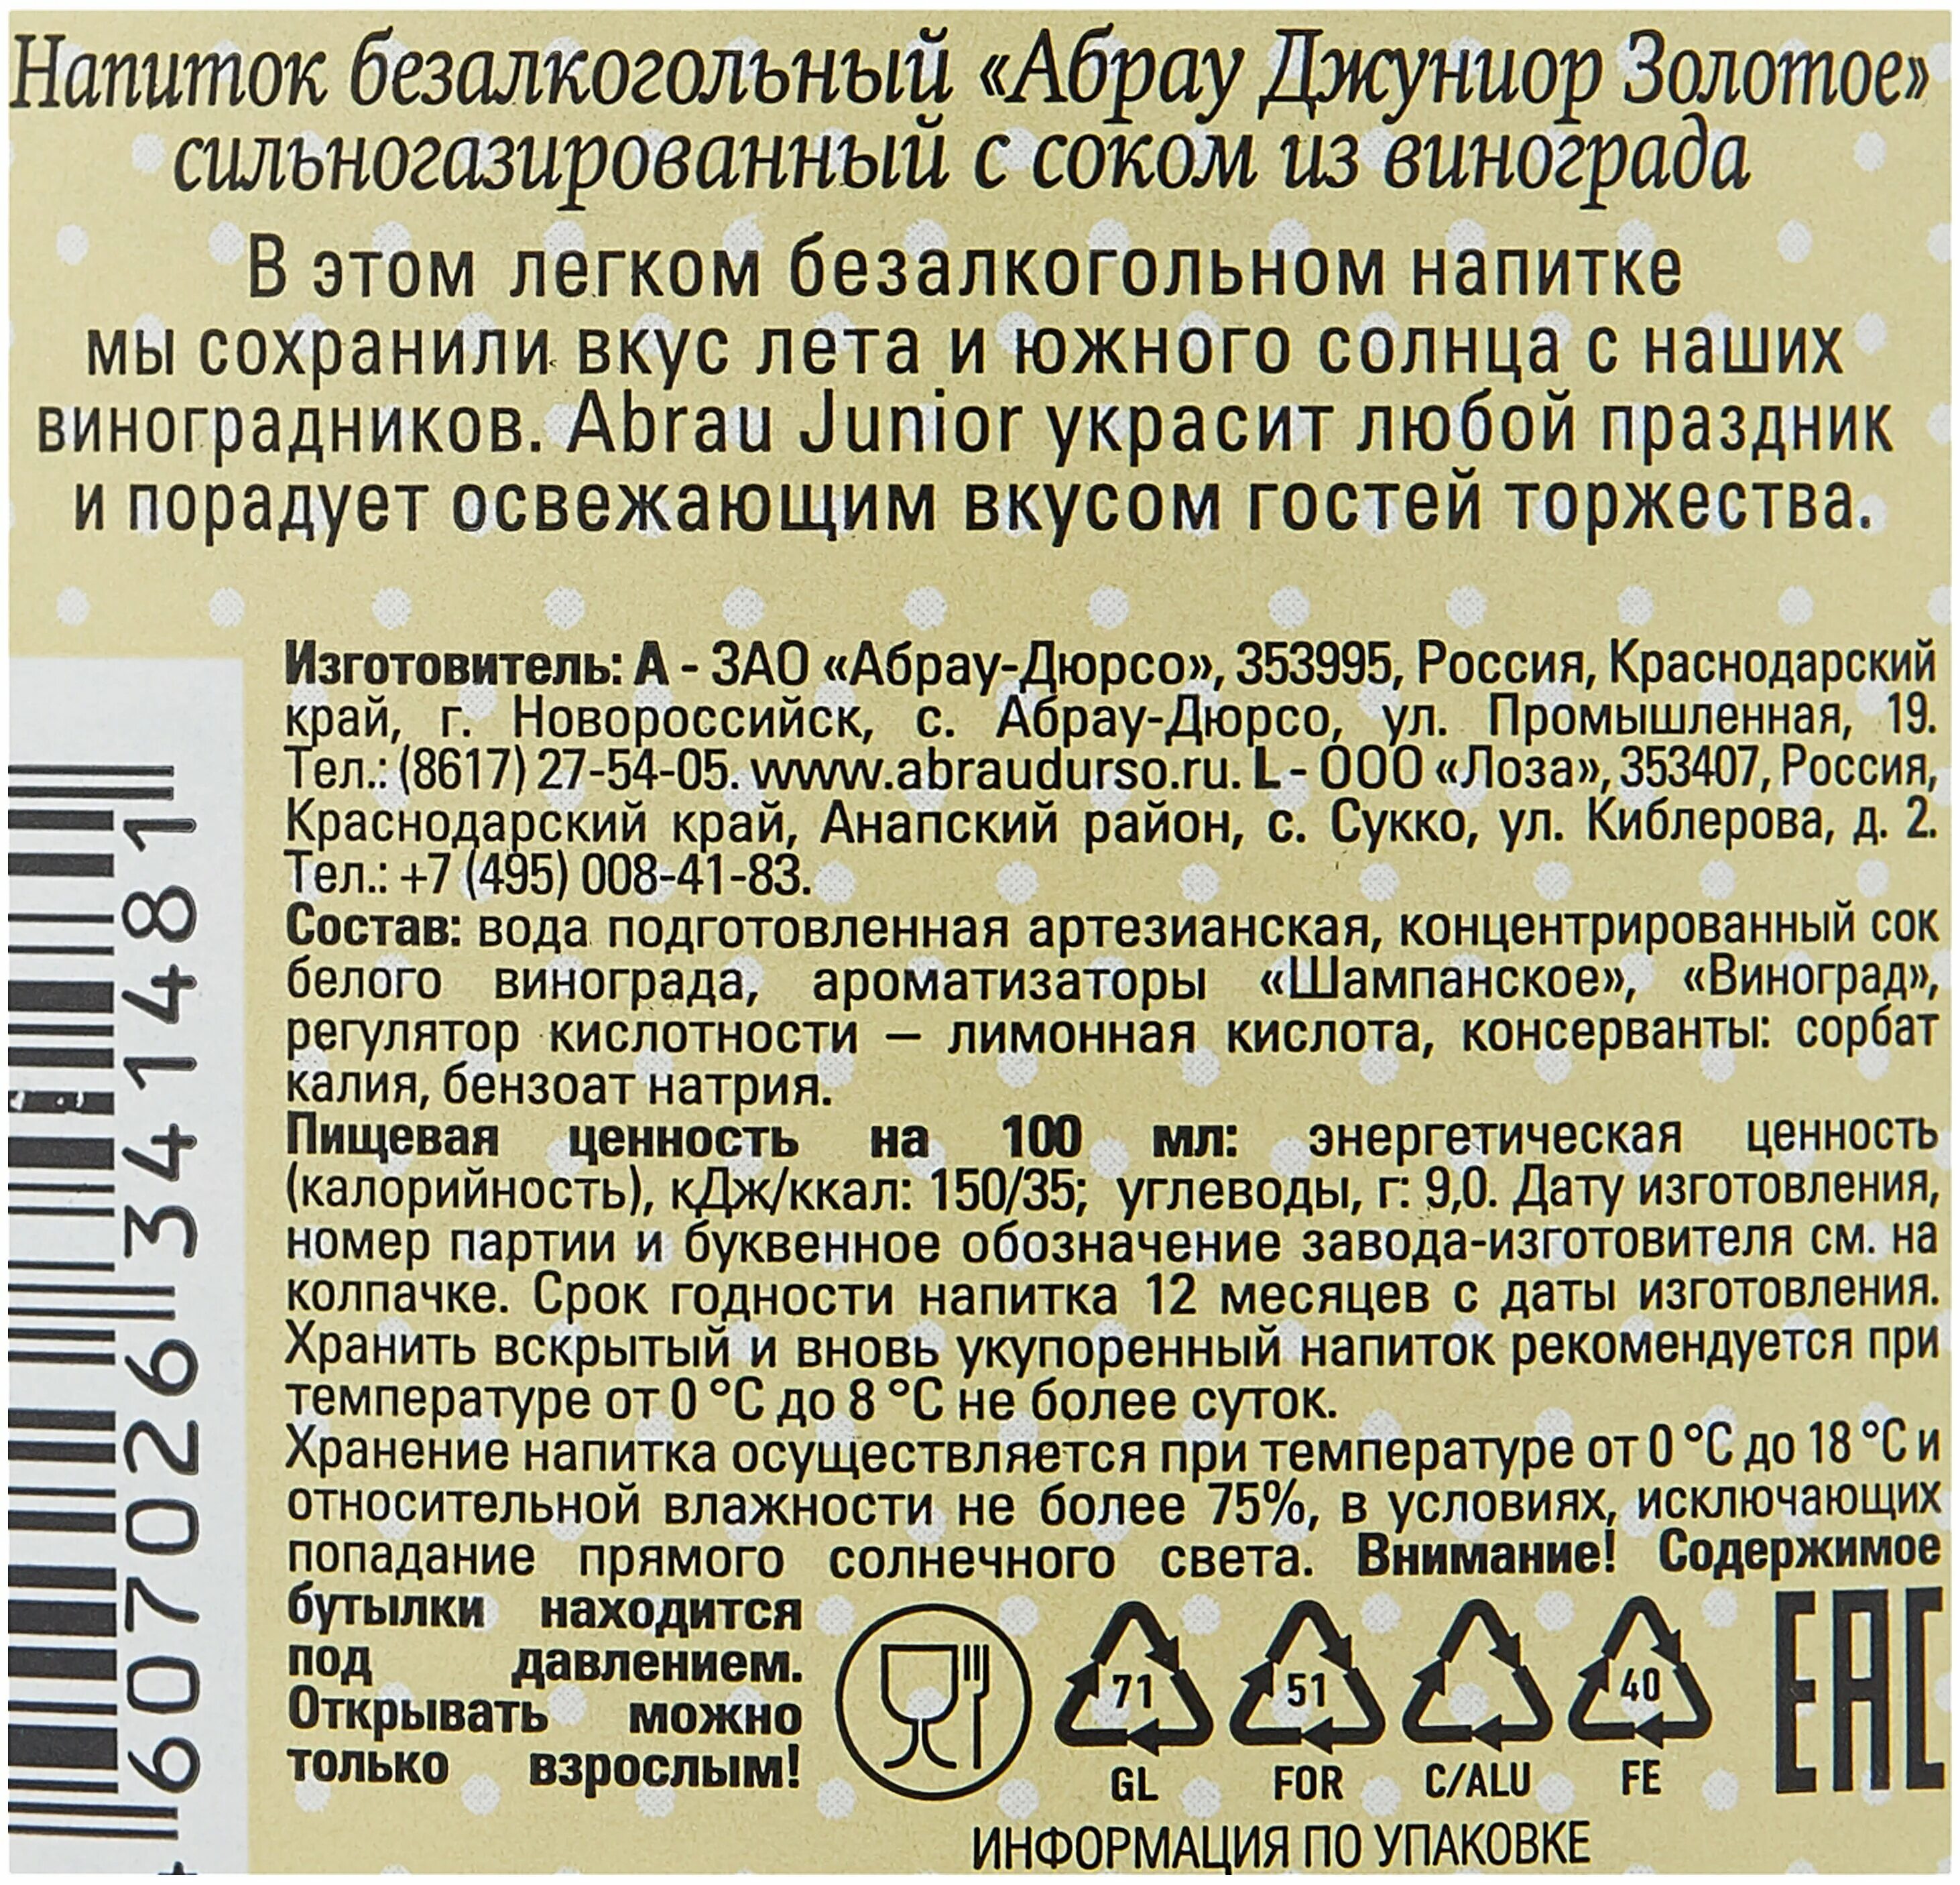 Напиток безалкогольный «Абрау Джуниор Золотое»
сильногазированный с соком из винограда
В этом легком безалкогольном напитке
мы сохранили вкус лета и южного солнца с наших
виноградников. Abrau Junior украсит любой праздник
и порадует освежающим вкусом гостей торжества.
Изготовитель: А - ЗАО «Абрау-Дюрсо», 353995, Россия, Краснодарский
край, г. Новороссийск, с. Абрау-Дюрсо, ул. Промышленная, 19.
Тел.: (8617) 27-54-05. www.abraudurso.ru. L - ООО «Лоза», 353407, Россия,
Краснодарский край, Анапский район, с. Сукко, ул. Киблерова, д. 2.
Тел.: +7 (495) 008-41-83.
Состав: вода подготовленная артезианская, концентрированный сок
белого винограда, ароматизаторы «Шампанское», «Виноград»,
регулятор кислотности – лимонная кислота, консерванты: сорбат
калия, бензоат натрия.
Пищевая ценность на 100 мл: энергетическая ценность
(калорийность), кДж/ккал: 150/35; углеводы, г: 9,0. Дату изготовления,
номер партии и буквенное обозначение завода-изготовителя см. на
колпачке. Срок годности напитка 12 месяцев с даты изготовления.
Хранить вскрытый и вновь укупоренный напиток рекомендуется при
температуре от 0 °С до 8 °С не более суток.
Хранение напитка осуществляется при температуре от 0 °С до 18 °С и
относительной влажности не более 75%, в условиях, исключающих
попадание прямого солнечного света. Внимание! Содержимое
бутылки находится
под давлением.
Открывать можно
только взрослым!
71 51 40
GL FOR C/ALU FE
EAC
ИНФОРМАЦИЯ ПО УПАКОВКЕ
607026 341481